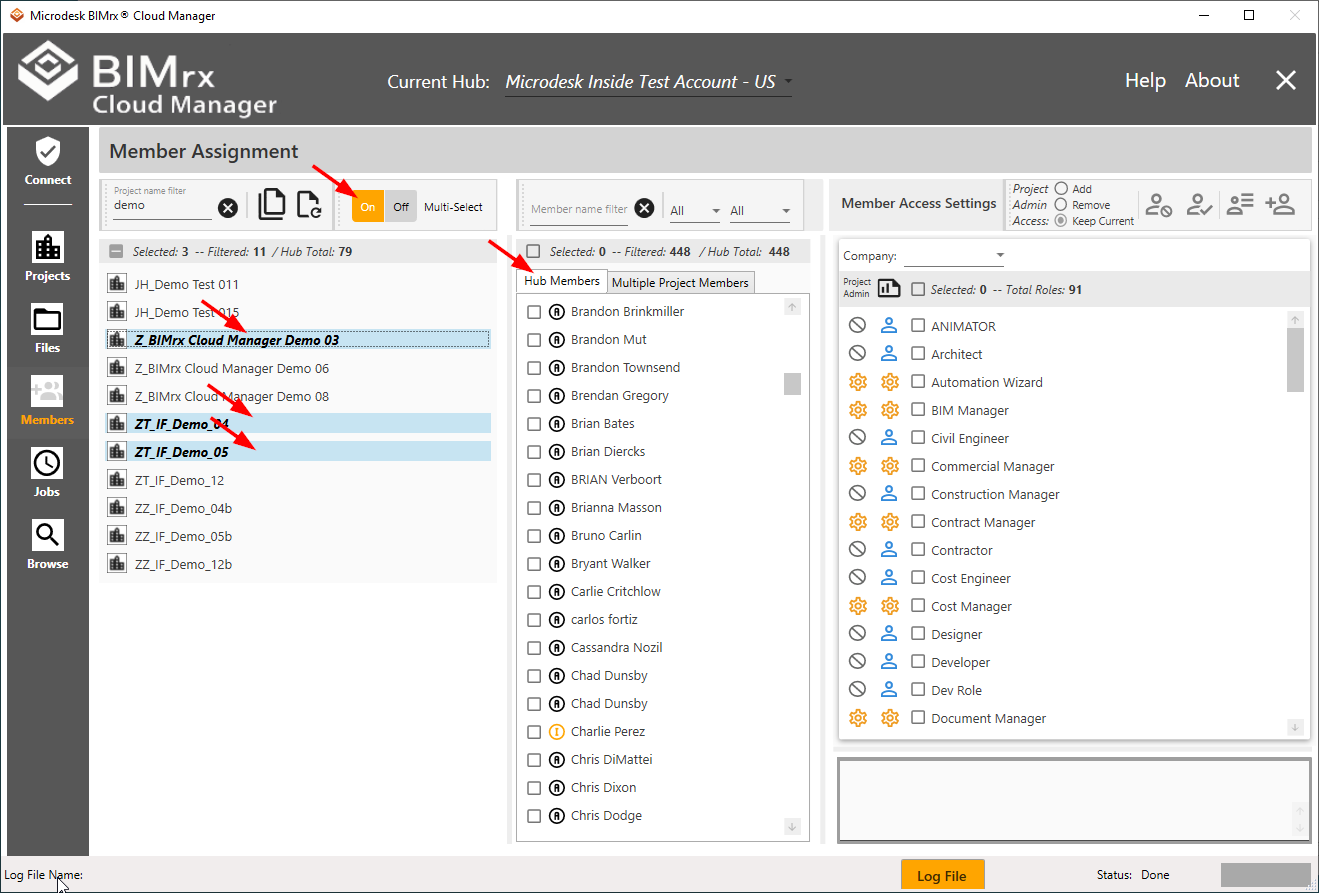 Microdesk BIMrx® Cloud Manager
BIMrx
Cloud Manager
Current Hub: Microdesk Inside Test Account - US
Help About
Connect
Projects
Files
Members
Jobs
Browse
Member Assignment
Project name filter
demo
On Off Multi-Select
Selected: 3 -- Filtered: 11 / Hub Total: 79
JH_Demo Test 011
JH_Demo Test 015
Z_BIMrx Cloud Manager Demo 03
Z_BIMrx Cloud Manager Demo 06
Z_BIMrx Cloud Manager Demo 08
ZT_IF_Demo_04
ZT_IF_Demo_05
ZT_IF_Demo_12
ZZ_IF_Demo_04b
ZZ_IF_Demo_05b
ZZ_IF_Demo_12b
Member name filter
All All
Selected: 0 -- Filtered: 448 / Hub Total: 448
Hub Members Multiple Project Members
Brandon Brinkmiller
Brandon Mut
Brandon Townsend
Brendan Gregory
Brian Bates
Brian Diercks
BRIAN Verboort
Brianna Masson
Bruno Carlin
Bryant Walker
Carlie Critchlow
carlos fortiz
Cassandra Nozil
Chad Dunsby
Chad Dunsby
Charlie Perez
Chris DiMattei
Chris Dixon
Chris Dodge
Member Access Settings
Project Add
Admin Remove
Access: Keep Current
Company:
Project
Admin
Selected: 0 -- Total Roles: 91
ANIMATOR
Architect
Automation Wizard
BIM Manager
Civil Engineer
Commercial Manager
Construction Manager
Contract Manager
Contractor
Cost Engineer
Cost Manager
Designer
Developer
Dev Role
Document Manager
Log File Name:
Log File
Status: Done